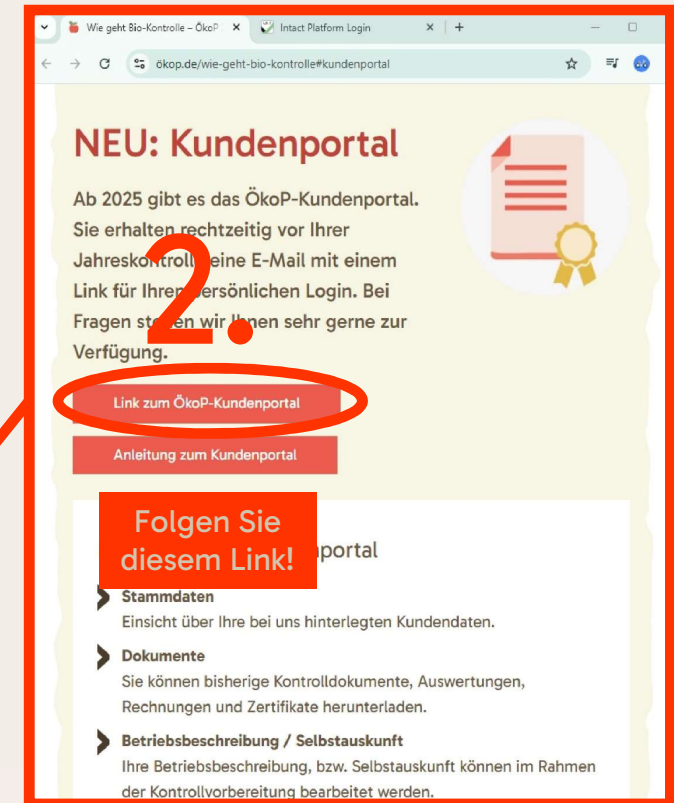 Wie geht Bio-Kontrolle – ÖkoP
Intact Platform Login
ökop.de/wie-geht-bio-kontrolle#kundenportal
NEU: Kundenportal
Ab 2025 gibt es das ÖkoP-Kundenportal.
Sie erhalten rechtzeitig vor Ihrer
Jahreskontrolle eine E-Mail mit einem
Link für Ihren persönlichen Login. Bei
Fragen stehen wir Ihnen sehr gerne zur
Verfügung.
2.
Link zum ÖkoP-Kundenportal
Anleitung zum Kundenportal
Folgen Sie
diesem Link!
Stammdaten
Einsicht über Ihre bei uns hinterlegten Kundendaten.
Dokumente
Sie können bisherige Kontrolldokumente, Auswertungen,
Rechnungen und Zertifikate herunterladen.
Betriebsbeschreibung / Selbstauskunft
Ihre Betriebsbeschreibung, bzw. Selbstauskunft können im Rahmen
der Kontrollvorbereitung bearbeitet werden.